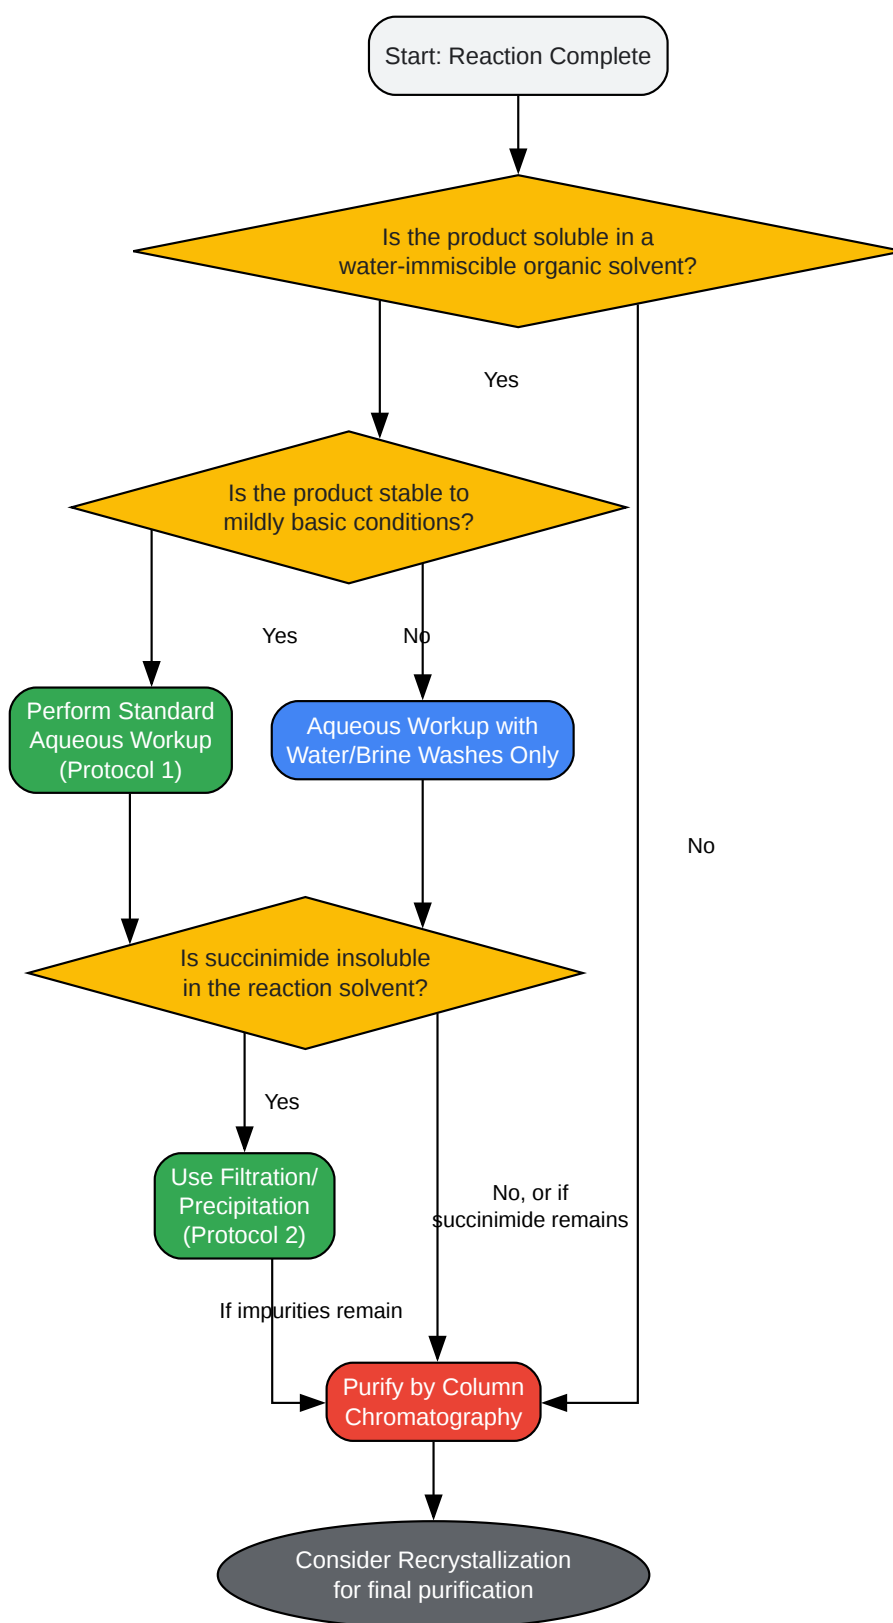 Start: Reaction Complete
Is the product soluble in a
water-immiscible organic solvent?
Yes
Is the product stable to
mildly basic conditions?
Yes
No
Perform Standard
Aqueous Workup
(Protocol 1)
Aqueous Workup with
Water/Brine Washes Only
No
Is succinimide insoluble
in the reaction solvent?
Yes
Use Filtration/
Precipitation
(Protocol 2)
No, or if
succinimide remains
If impurities remain
Purify by Column
Chromatography
Consider Recrystallization
for final purification